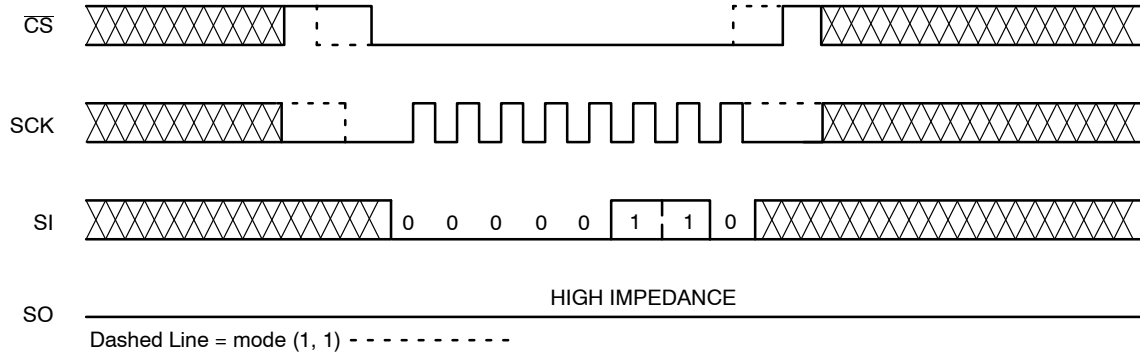 CS
SCK
SI 0 0 0 0 0 1 1 0
HIGH IMPEDANCE
SO
Dashed Line = mode (1, 1)